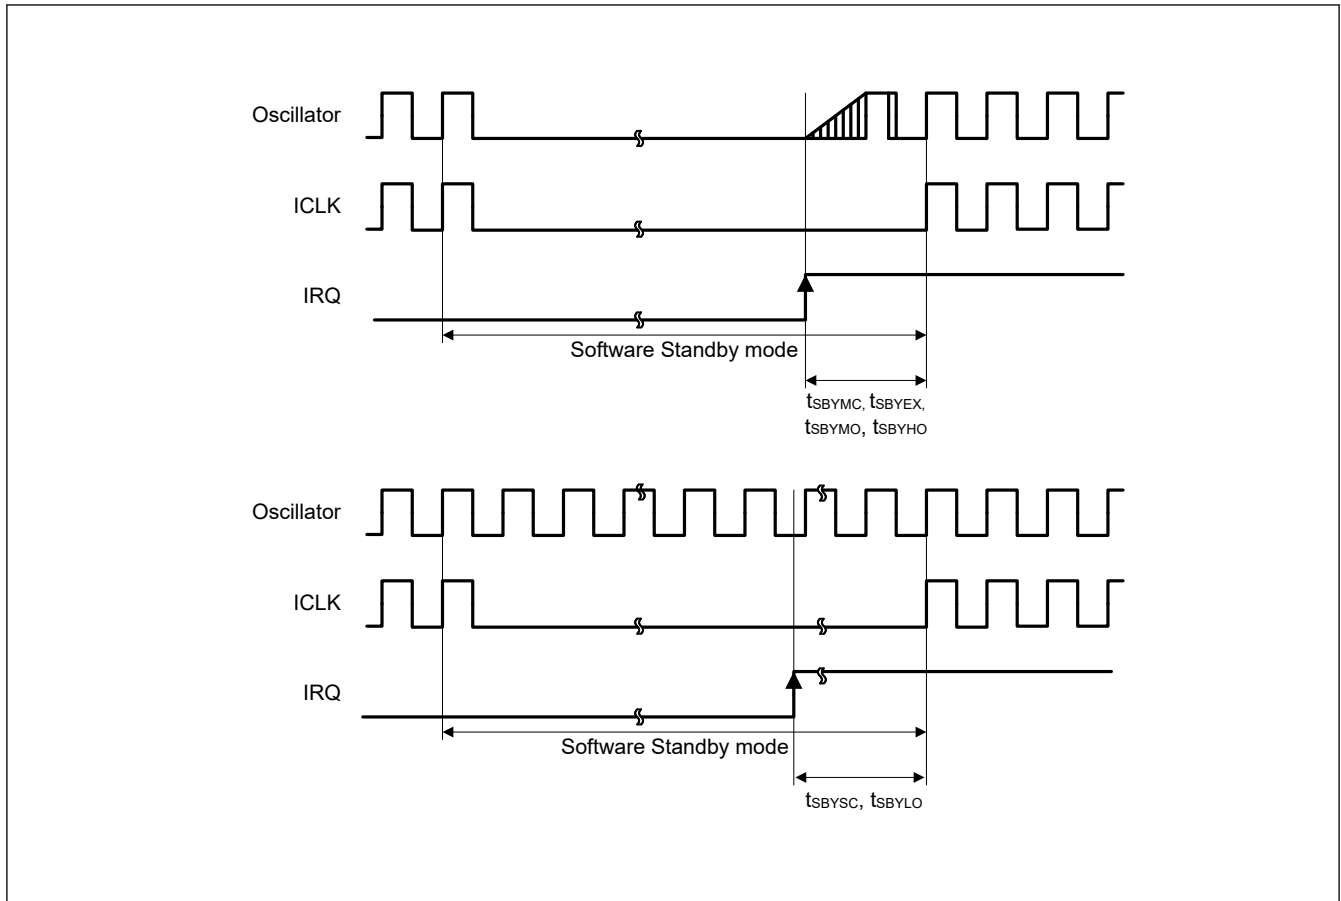 Oscillator
ICLK
IRQ
Software Standby mode
tSBYMC, tSBYEX,
tSBYMO, tSBYHO
Oscillator
ICLK
IRQ
Software Standby mode
tSBYSC, tSBYLO